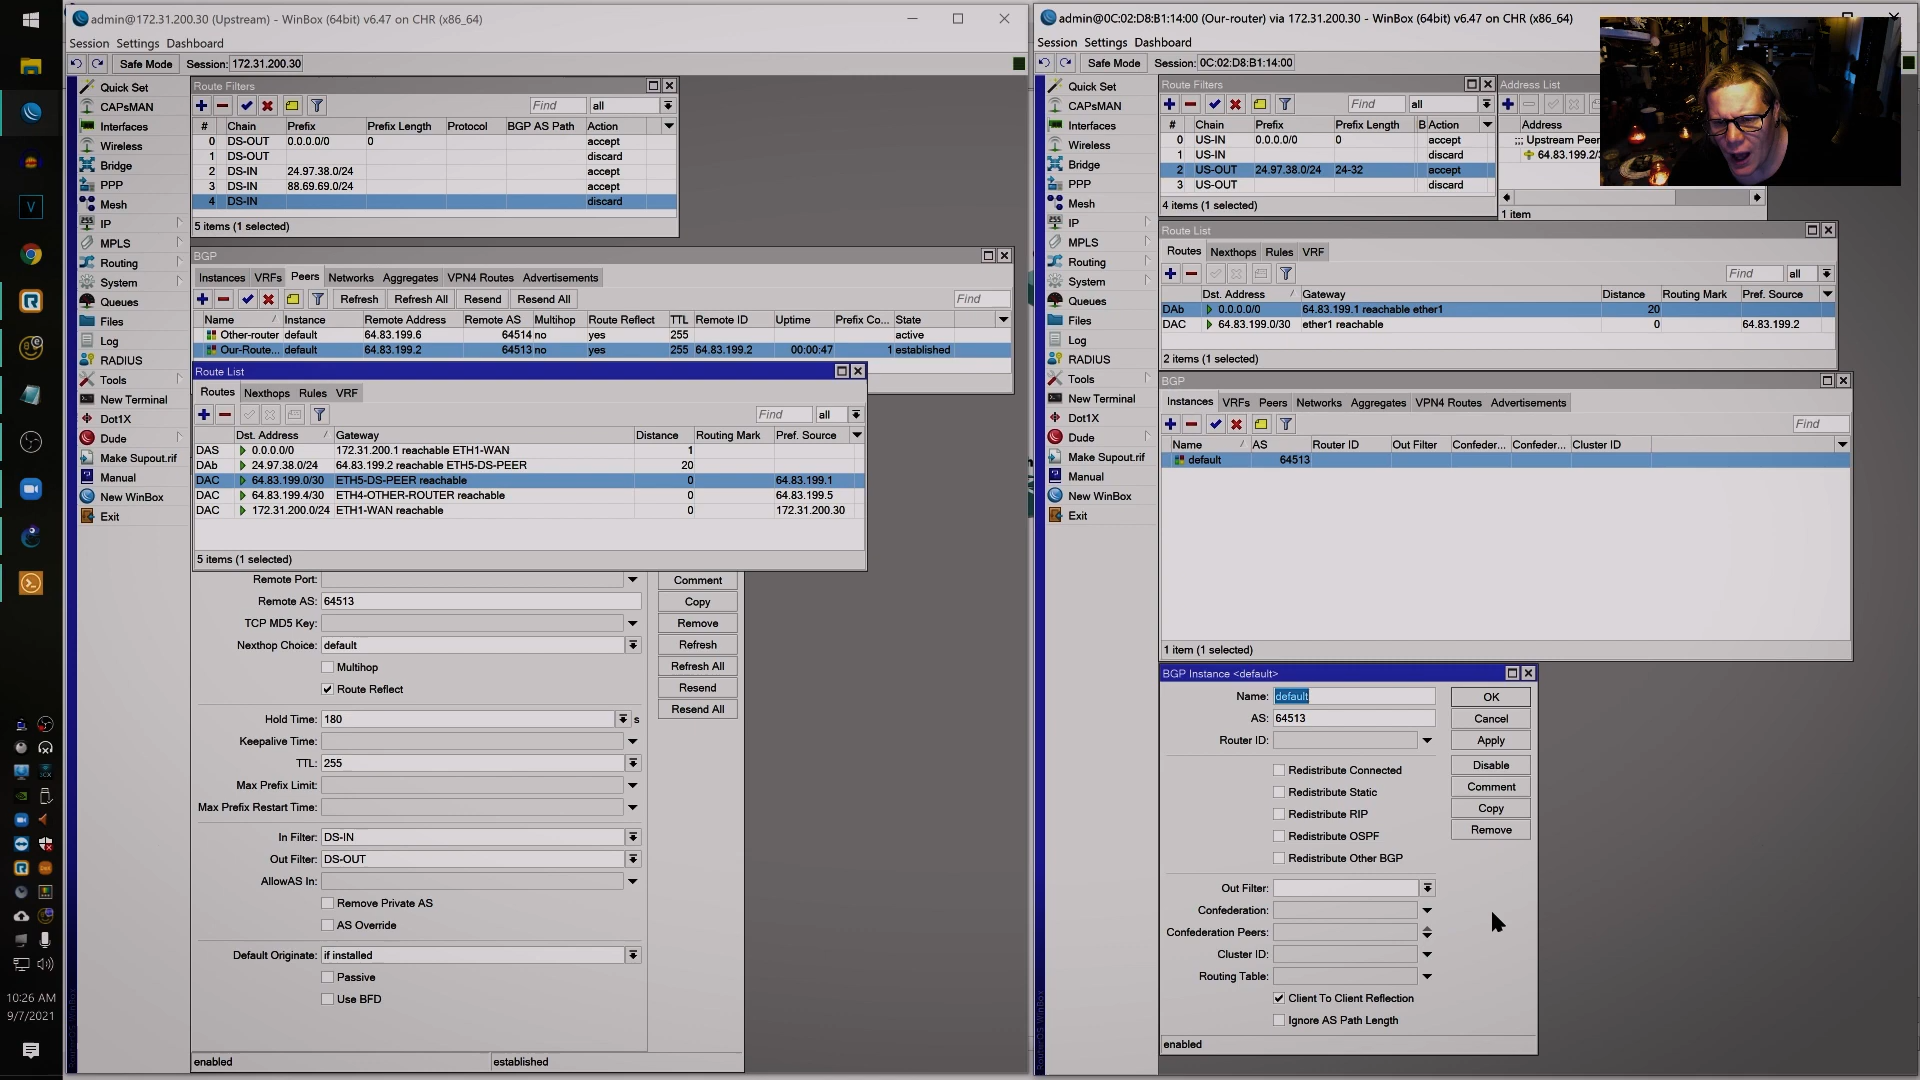 admin@172.31.200.30 (Upstream) - WinBox (64bit) v6.47 on CHR (x86_64)
Session Settings Dashboard
Safe Mode Session: 172.31.200.30
Quick Set
CAPsMAN
Interfaces
Wireless
Bridge
PPP
Mesh
IP
MPLS
Routing
System
Queues
Files
Log
RADIUS
Tools
New Terminal
Dot1X
Dude
Make Supout.rif
Manual
New WinBox
Exit
Route Filters
Find all
# Chain Prefix Prefix Length Protocol BGP AS Path Action
0 DS-OUT 0.0.0.0/0 0 accept
1 DS-OUT discard
2 DS-IN 24.97.38.0/24 accept
3 DS-IN 88.69.69.0/24 accept
4 DS-IN discard
5 items (1 selected)
BGP
Instances VRFs Peers Networks Aggregates VPN4 Routes Advertisements
Refresh Refresh All Resend Resend All Find
Name Instance Remote Address Remote AS Multihop Route Reflect TTL Remote ID Uptime Prefix Co... State
Other-router default 64.83.199.6 64514 no yes 255 active
Our-Route... default 64.83.199.2 64513 no yes 255 64.83.199.2 00:00:47 1 established
Route List
Routes Nexthops Rules VRF
Find all
Dst. Address Gateway Distance Routing Mark Pref. Source
DAS 0.0.0.0/0 172.31.200.1 reachable ETH1-WAN 1
DAb 24.97.38.0/24 64.83.199.2 reachable ETH5-DS-PEER 20
DAC 64.83.199.0/30 ETH5-DS-PEER reachable 0 64.83.199.1
DAC 64.83.199.4/30 ETH4-OTHER-ROUTER reachable 0 64.83.199.5
DAC 172.31.200.0/24 ETH1-WAN reachable 0 172.31.200.30
5 items (1 selected)
Remote Port:
Remote AS: 64513
TCP MD5 Key:
Nexthop Choice: default
Multihop
Route Reflect
Hold Time: 180 s
Keepalive Time:
TTL: 255
Max Prefix Limit:
Max Prefix Restart Time:
In Filter: DS-IN
Out Filter: DS-OUT
AllowAS In:
Remove Private AS
AS Override
Default Originate: if installed
Passive
Use BFD
Comment
Copy
Remove
Refresh
Refresh All
Resend
Resend All
enabled established
10:26 AM
9/7/2021
admin@0C:02:D8:B1:14:00 (Our-router) via 172.31.200.30 - WinBox (64bit) v6.47 on CHR (x86_64)
Session Settings Dashboard
Safe Mode Session: 0C:02:D8:B1:14:00
Quick Set
CAPsMAN
Interfaces
Wireless
Bridge
PPP
Mesh
IP
MPLS
Routing
System
Queues
Files
Log
RADIUS
Tools
New Terminal
Dot1X
Dude
Make Supout.rif
Manual
New WinBox
Exit
Route Filters
Find all
# Chain Prefix Prefix Length B Action
0 US-IN 0.0.0.0/0 0 accept
1 US-IN discard
2 US-OUT 24.97.38.0/24 24-32 accept
3 US-OUT discard
4 items (1 selected)
Address List
Address
;;; Upstream Peer
64.83.199.2/3
1 item
Route List
Routes Nexthops Rules VRF
Find all
Dst. Address Gateway Distance Routing Mark Pref. Source
DAb 0.0.0.0/0 64.83.199.1 reachable ether1 20
DAC 64.83.199.0/30 ether1 reachable 0 64.83.199.2
2 items (1 selected)
BGP
Instances VRFs Peers Networks Aggregates VPN4 Routes Advertisements
Find
Name AS Router ID Out Filter Confeder... Confeder... Cluster ID
default 64513
1 item (1 selected)
BGP Instance <default>
Name: default
AS: 64513
Router ID:
Redistribute Connected
Redistribute Static
Redistribute RIP
Redistribute OSPF
Redistribute Other BGP
Out Filter:
Confederation:
Confederation Peers:
Cluster ID:
Routing Table:
Client To Client Reflection
Ignore AS Path Length
OK
Cancel
Apply
Disable
Comment
Copy
Remove
enabled